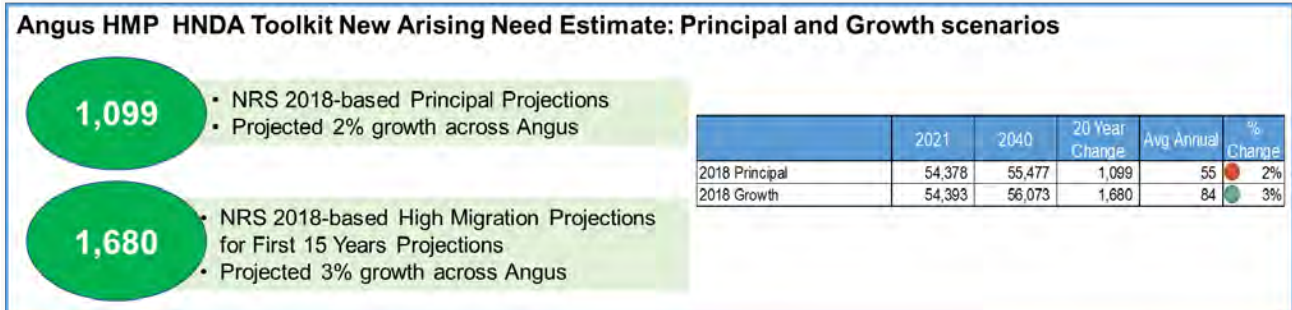 Angus HMP HNDA Toolkit New Arising Need Estimate: Principal and Growth scenarios
1,099
• NRS 2018-based Principal Projections
• Projected 2% growth across Angus
1,680
• NRS 2018-based High Migration Projections
for First 15 Years Projections
• Projected 3% growth across Angus
2021 2040 20 Year Change Avg Annual % Change
2018 Principal 54,378 55,477 1,099 55 2%
2018 Growth 54,393 56,073 1,680 84 3%